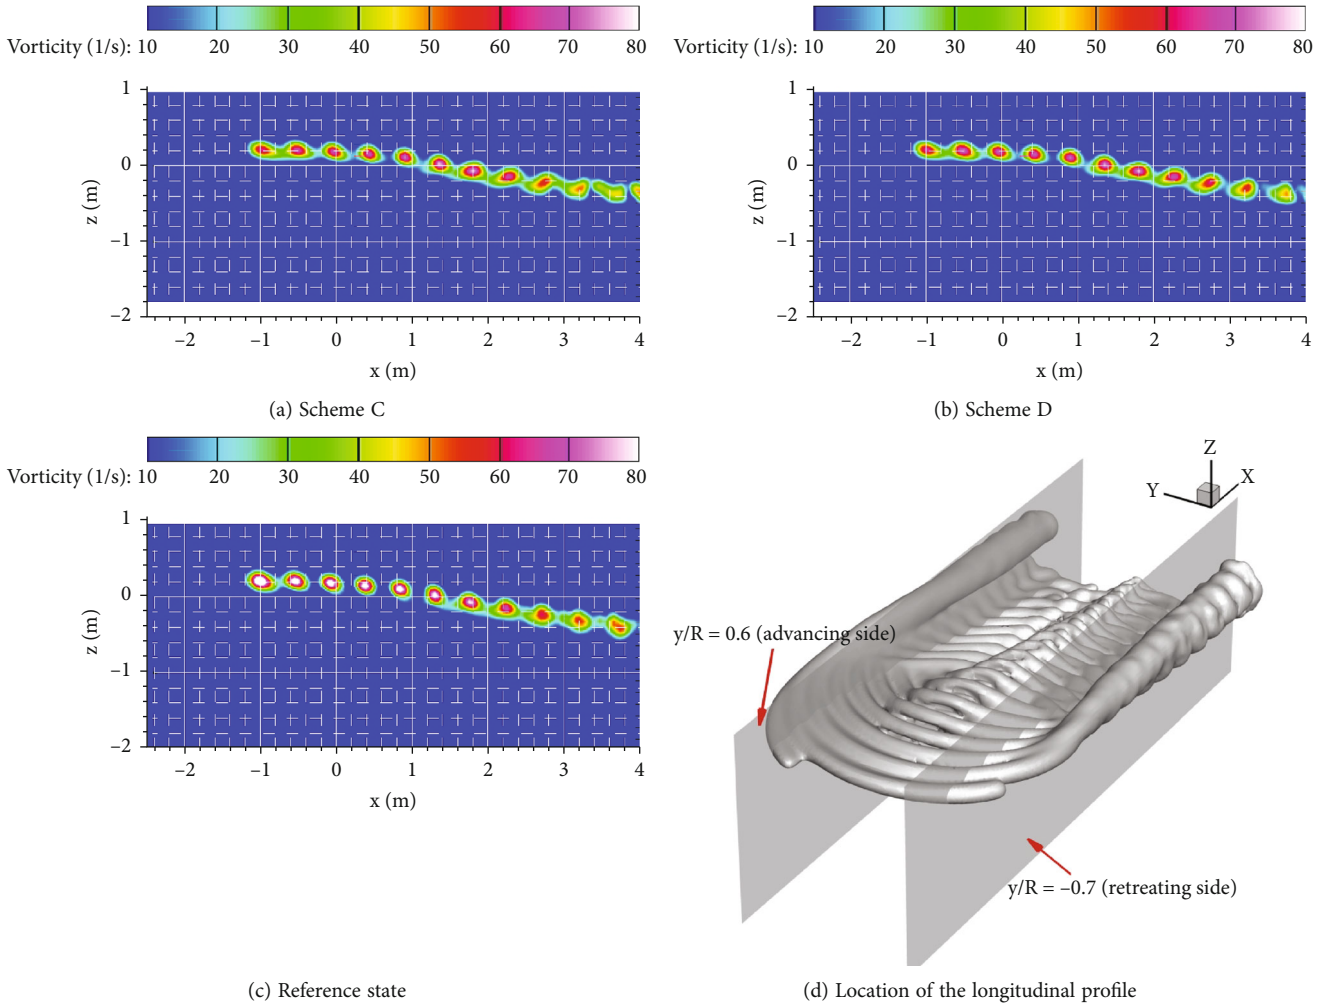 Vorticity (1/s): 10 20 30 40 50 60 70 80
1
0
−1
−2
z (m)
−2 −1 0 1 2 3 4
x (m)
(a) Scheme C
Vorticity (1/s): 10 20 30 40 50 60 70 80
1
0
−1
−2
z (m)
−2 −1 0 1 2 3 4
x (m)
(b) Scheme D
Vorticity (1/s): 10 20 30 40 50 60 70 80
1
0
−1
−2
z (m)
−2 −1 0 1 2 3 4
x (m)
(c) Reference state
Z
Y X
y/R = 0.6 (advancing side)
y/R = −0.7 (retreating side)
(d) Location of the longitudinal profile